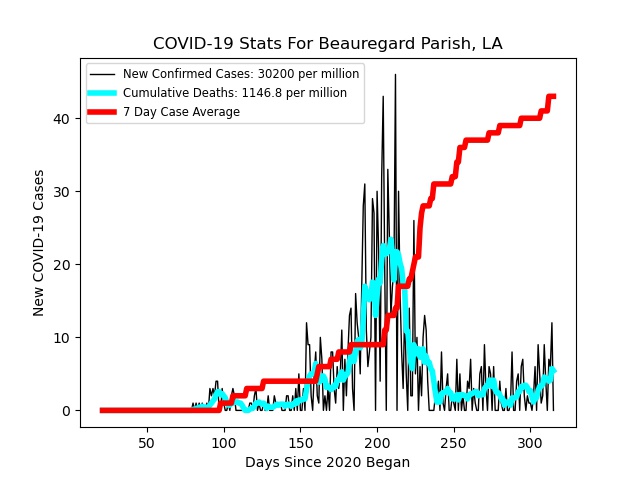 COVID-19 Stats For Beauregard Parish, LA
New Confirmed Cases: 30200 per million
Cumulative Deaths: 1146.8 per million
7 Day Case Average
New COVID-19 Cases
40
30
20
10
0
50 100 150 200 250 300
Days Since 2020 Began